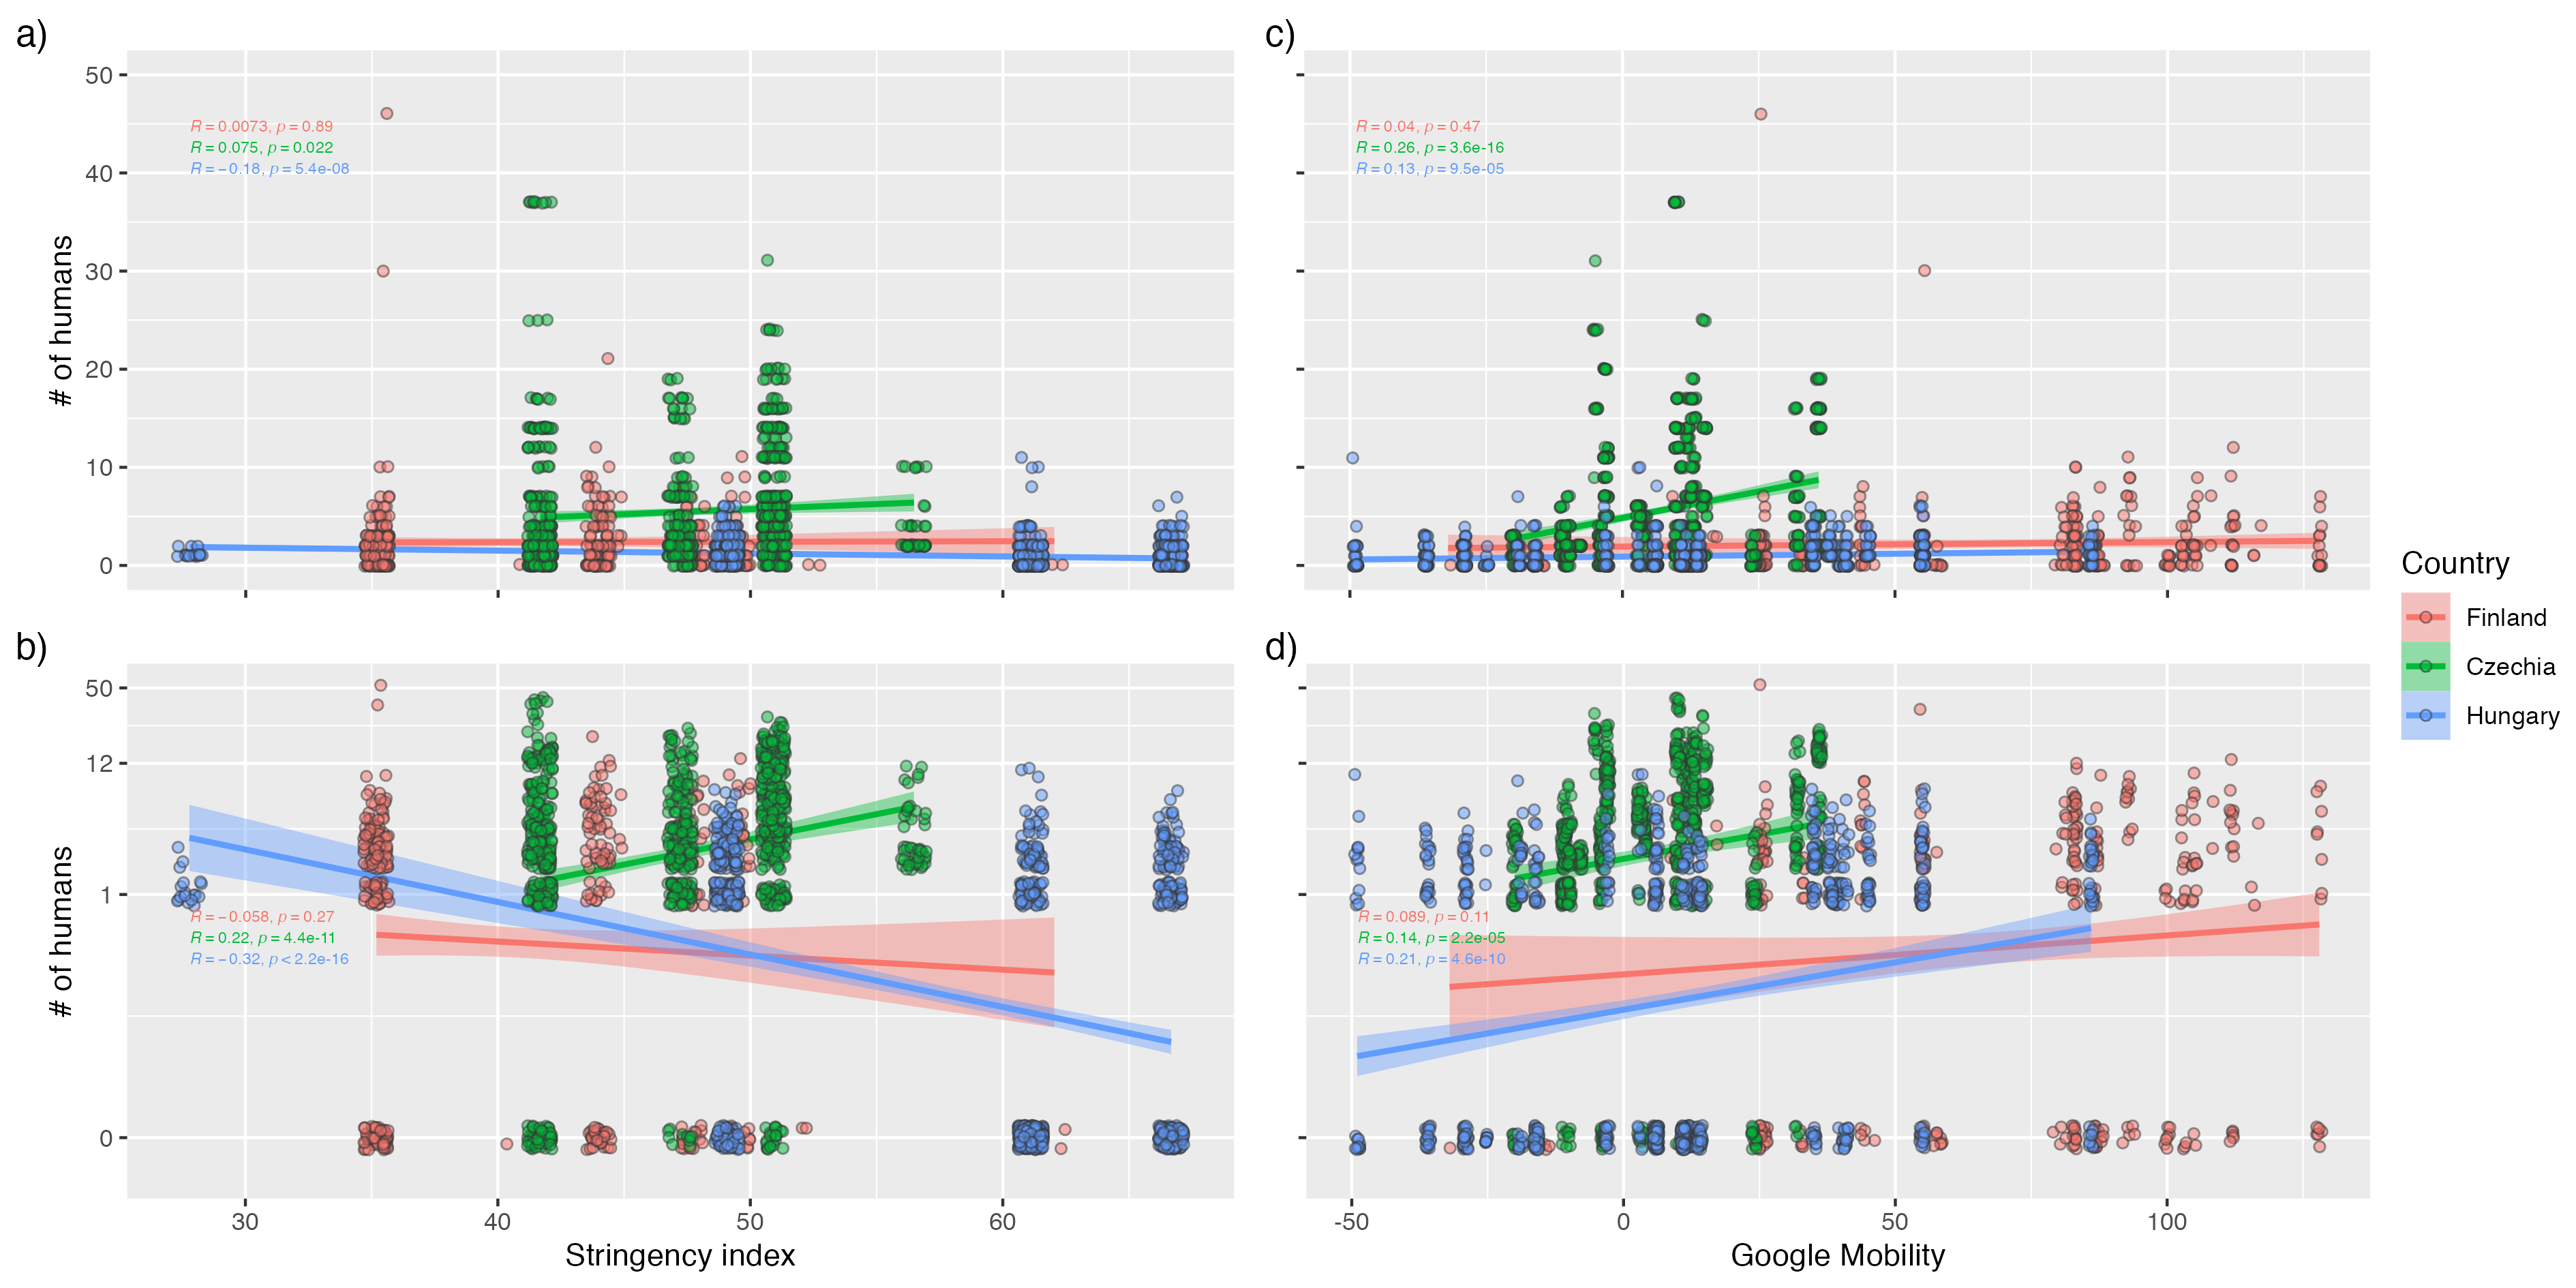 a)
50
40
30
20
10
0
# of humans
R = 0.0073, p = 0.89
R = 0.075, p = 0.022
R = −0.18, p = 5.4e-08
c)
R = 0.04, p = 0.47
R = 0.26, p = 3.6e-16
R = 0.13, p = 9.5e-05
b)
50
12
1
0
# of humans
R = −0.058, p = 0.27
R = 0.22, p = 4.4e-11
R = −0.32, p < 2.2e-16
30 40 50 60
Stringency index
d)
R = 0.089, p = 0.11
R = 0.14, p = 2.2e-05
R = 0.21, p = 4.6e-10
-50 0 50 100
Google Mobility
Country
Finland
Czechia
Hungary